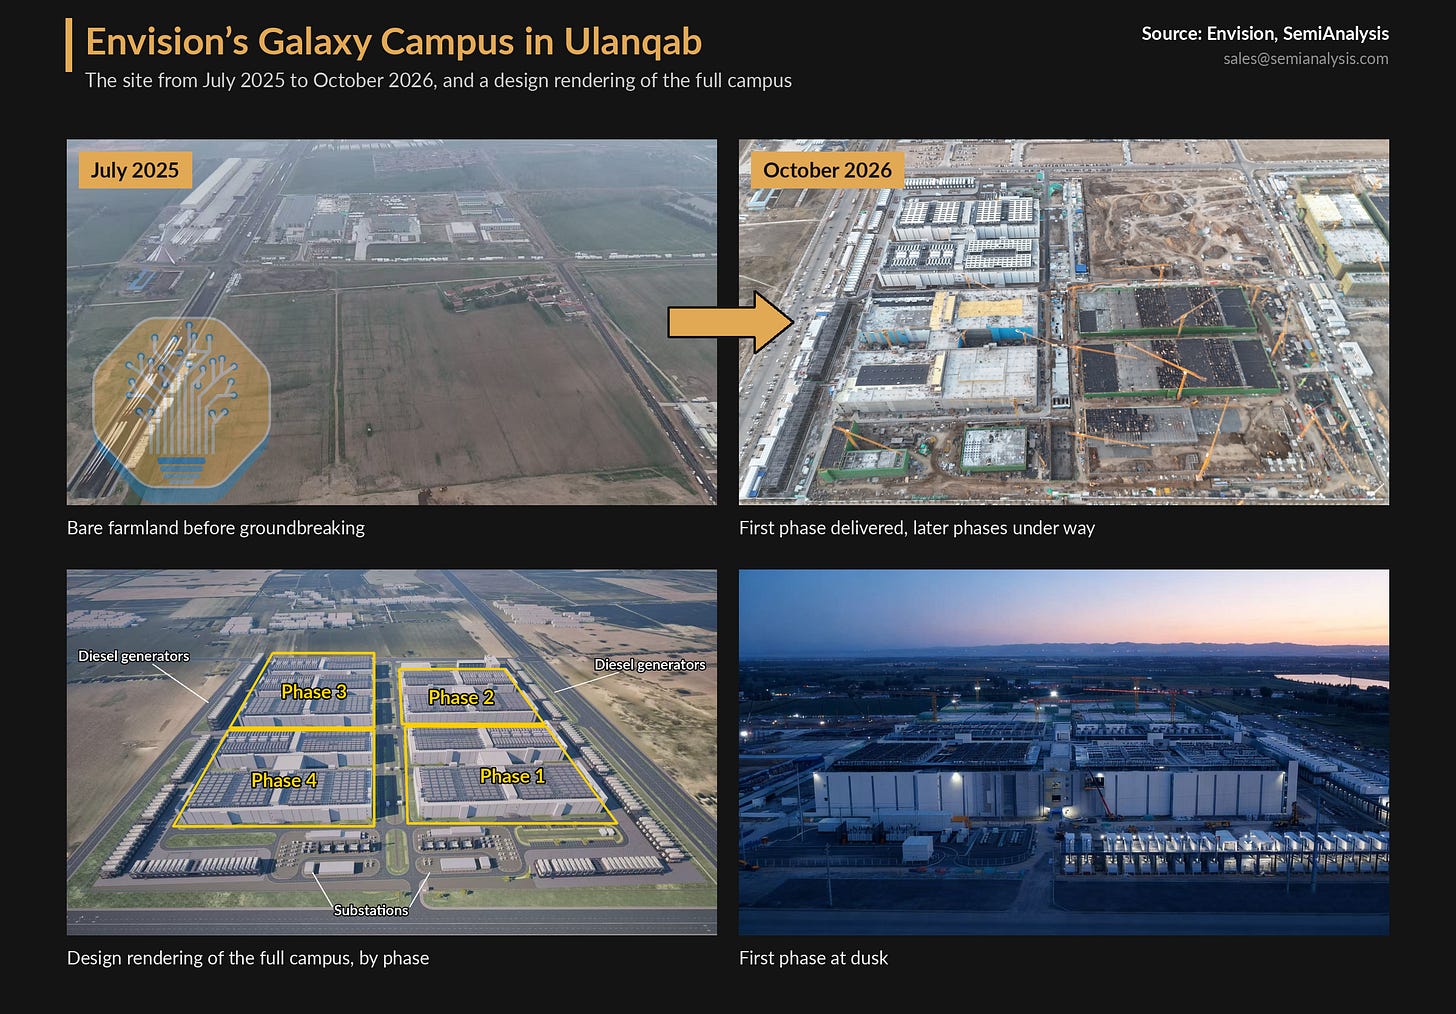 Envision’s Galaxy Campus in Ulanqab
The site from July 2025 to October 2026, and a design rendering of the full campus
Source: Envision, SemiAnalysis
sales@semianalysis.com
July 2025
October 2026
Bare farmland before groundbreaking
First phase delivered, later phases under way
Diesel generators
Diesel generators
Phase 3
Phase 2
Phase 4
Phase 1
Substations
Design rendering of the full campus, by phase
First phase at dusk